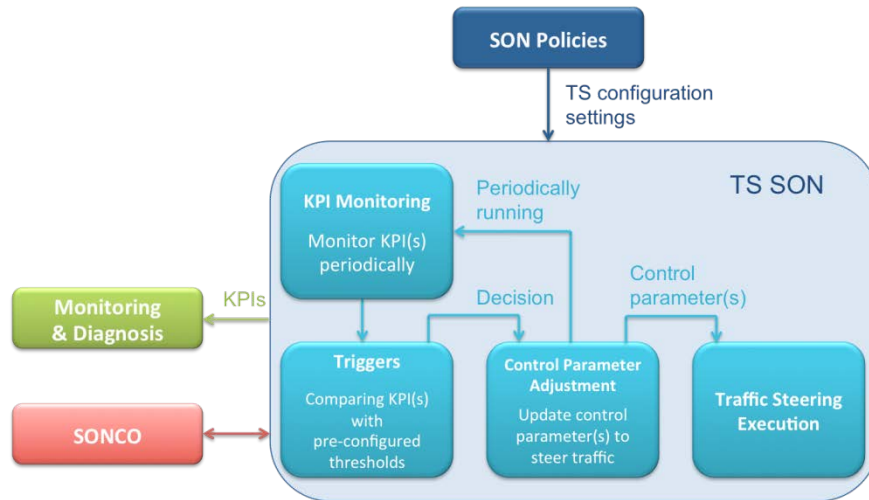 SON Policies
TS configuration
settings
TS SON
KPI Monitoring
Monitor KPI(s)
periodically
Periodically
running
Control
parameter(s)
Decision
KPIs
Monitoring
& Diagnosis
Triggers
Comparing KPI(s)
with
pre-configured
thresholds
Control Parameter
Adjustment
Update control
parameter(s) to
steer traffic
Traffic Steering
Execution
SONCO